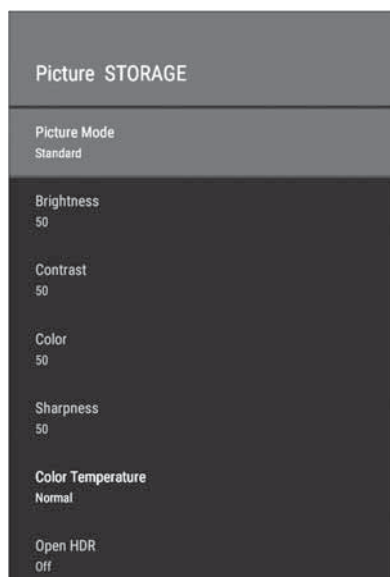 Picture STORAGE
Picture Mode
Standard
Brightness
50
Contrast
50
Color
50
Sharpness
50
Color Temperature
Normal
Open HDR
Off